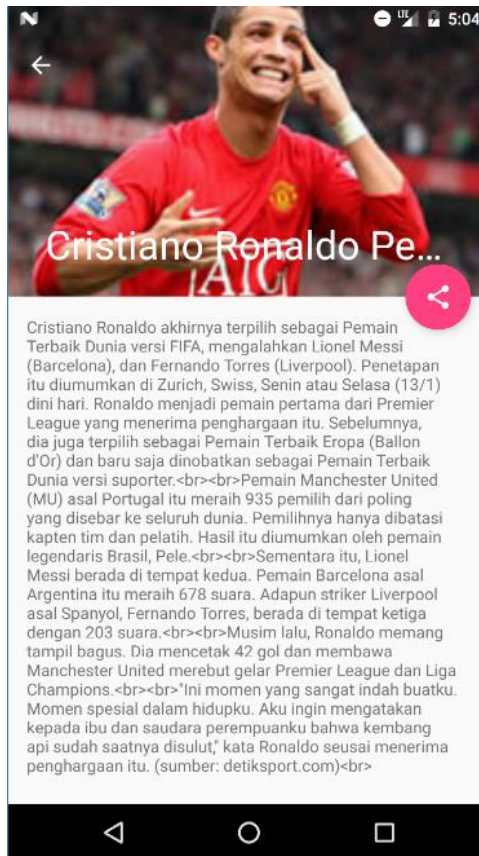 N
LTE
5:04
Cristiano Ronaldo Pe...
AIG
Cristiano Ronaldo akhirnya terpilih sebagai Pemain
Terbaik Dunia versi FIFA, mengalahkan Lionel Messi
(Barcelona), dan Fernando Torres (Liverpool). Penetapan
itu diumumkan di Zurich, Swiss, Senin atau Selasa (13/1)
dini hari. Ronaldo menjadi pemain pertama dari Premier
League yang menerima penghargaan itu. Sebelumnya,
dia juga terpilih sebagai Pemain Terbaik Eropa (Ballon
d'Or) dan baru saja dinobatkan sebagai Pemain Terbaik
Dunia versi suporter.<br><br>Pemain Manchester United
(MU) asal Portugal itu meraih 935 pemilih dari poling
yang disebar ke seluruh dunia. Pemilihnya hanya dibatasi
kapten tim dan pelatih. Hasil itu diumumkan oleh pemain
legendaris Brasil, Pele.<br><br>Sementara itu, Lionel
Messi berada di tempat kedua. Pemain Barcelona asal
Argentina itu meraih 678 suara. Adapun striker Liverpool
asal Spanyol, Fernando Torres, berada di tempat ketiga
dengan 203 suara.<br><br>Musim lalu, Ronaldo memang
tampil bagus. Dia mencetak 42 gol dan membawa
Manchester United merebut gelar Premier League dan Liga
Champions.<br><br>"Ini momen yang sangat indah buatku.
Momen spesial dalam hidupku. Aku ingin mengatakan
kepada ibu dan saudara perempuanku bahwa kembang
api sudah saatnya disulut," kata Ronaldo seusai menerima
penghargaan itu. (sumber: detiksport.com)<br>